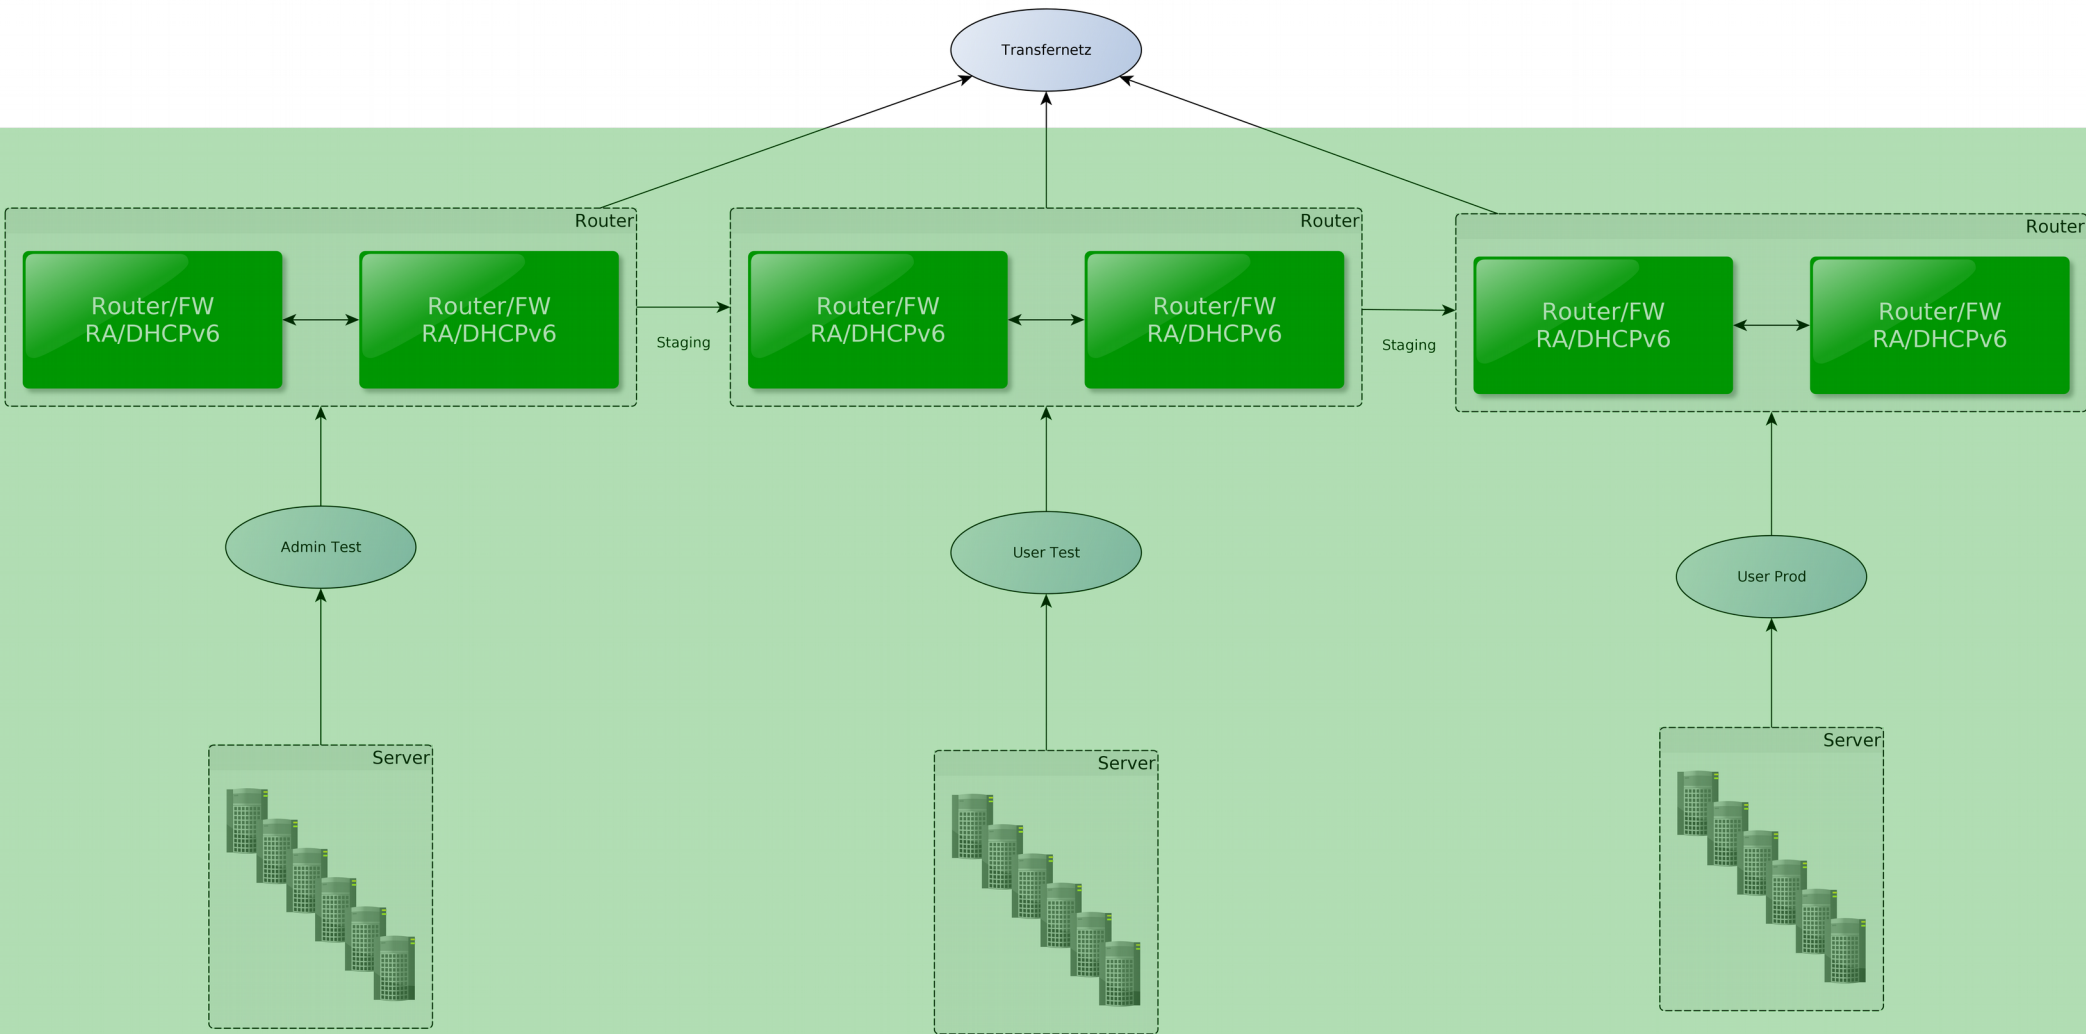 Transfernetz
Router
Router
Router
Router/FW
RA/DHCPv6
Router/FW
RA/DHCPv6
Staging
Router/FW
RA/DHCPv6
Router/FW
RA/DHCPv6
Staging
Router/FW
RA/DHCPv6
Router/FW
RA/DHCPv6
Admin Test
User Test
User Prod
Server
Server
Server